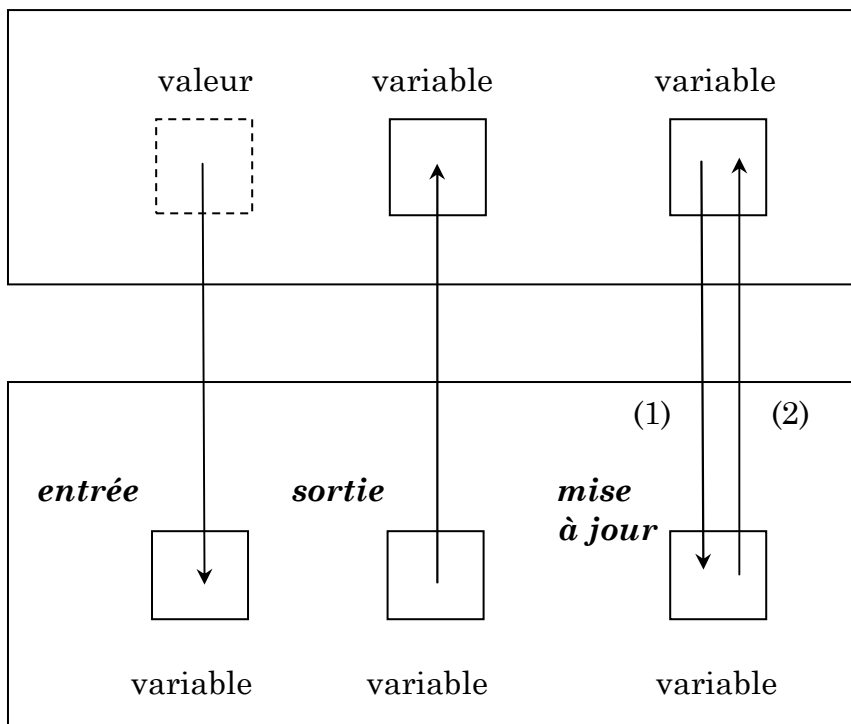 valeur variable variable
(1) (2)
entrée sortie mise
à jour
variable variable variable